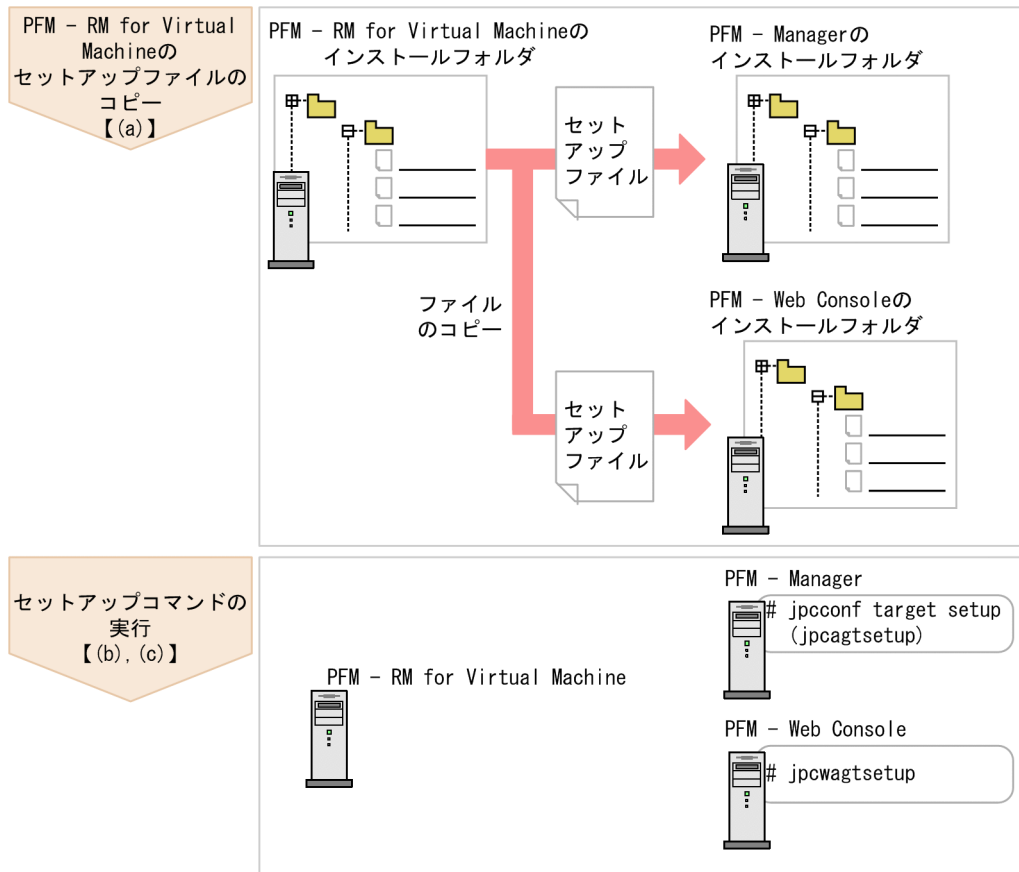 PFM - RM for Virtual
Machineの
セットアップファイルの
コピー
【(a)】
PFM - RM for Virtual Machineの
インストールフォルダ
PFM - Managerの
インストールフォルダ
セット
アップ
ファイル
ファイル
のコピー
PFM - Web Consoleの
インストールフォルダ
セット
アップ
ファイル
セットアップコマンドの
実行
【(b),(c)】
PFM - RM for Virtual Machine
PFM - Manager
# jpcconf target setup
(jpcagtsetup)
PFM - Web Console
# jpcwagtsetup